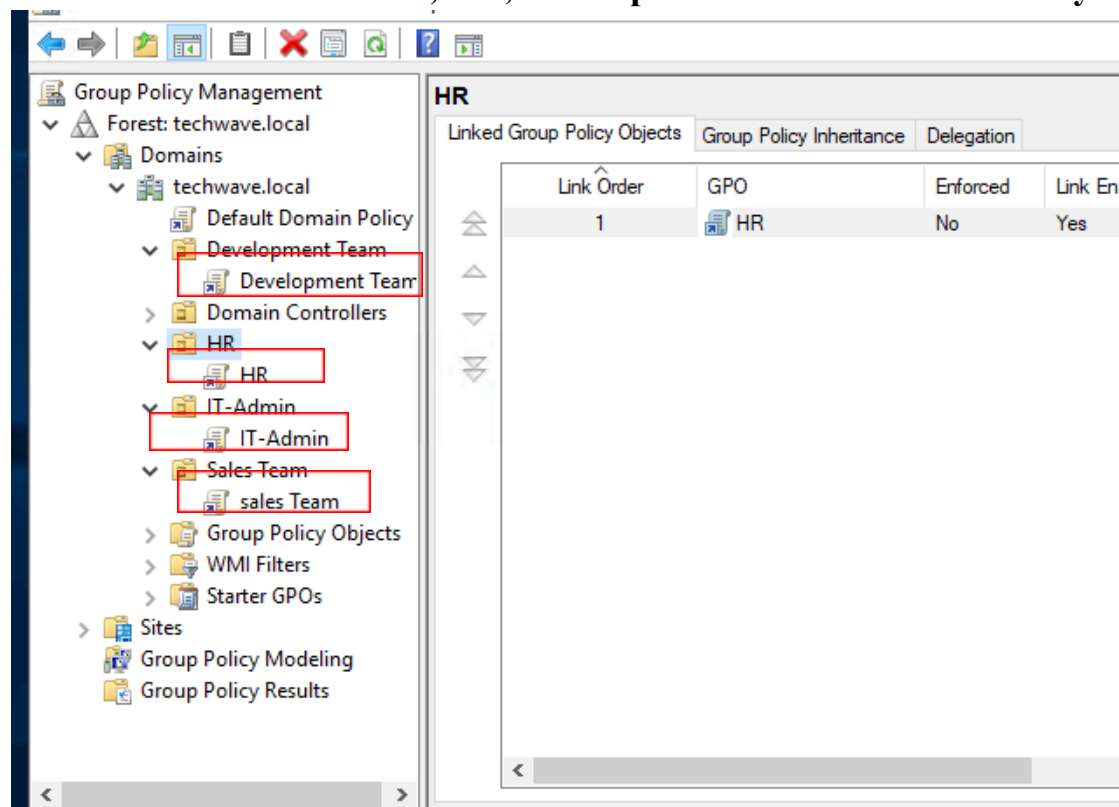 Group Policy Management
Forest: techwave.local
Domains
techwave.local
Default Domain Policy
Development Team
Development Team
Domain Controllers
HR
HR
IT-Admin
IT-Admin
Sales Team
sales Team
Group Policy Objects
WMI Filters
Starter GPOs
Sites
Group Policy Modeling
Group Policy Results
HR
Linked Group Policy Objects Group Policy Inheritance Delegation
Link Order GPO Enforced Link En
1 HR No Yes